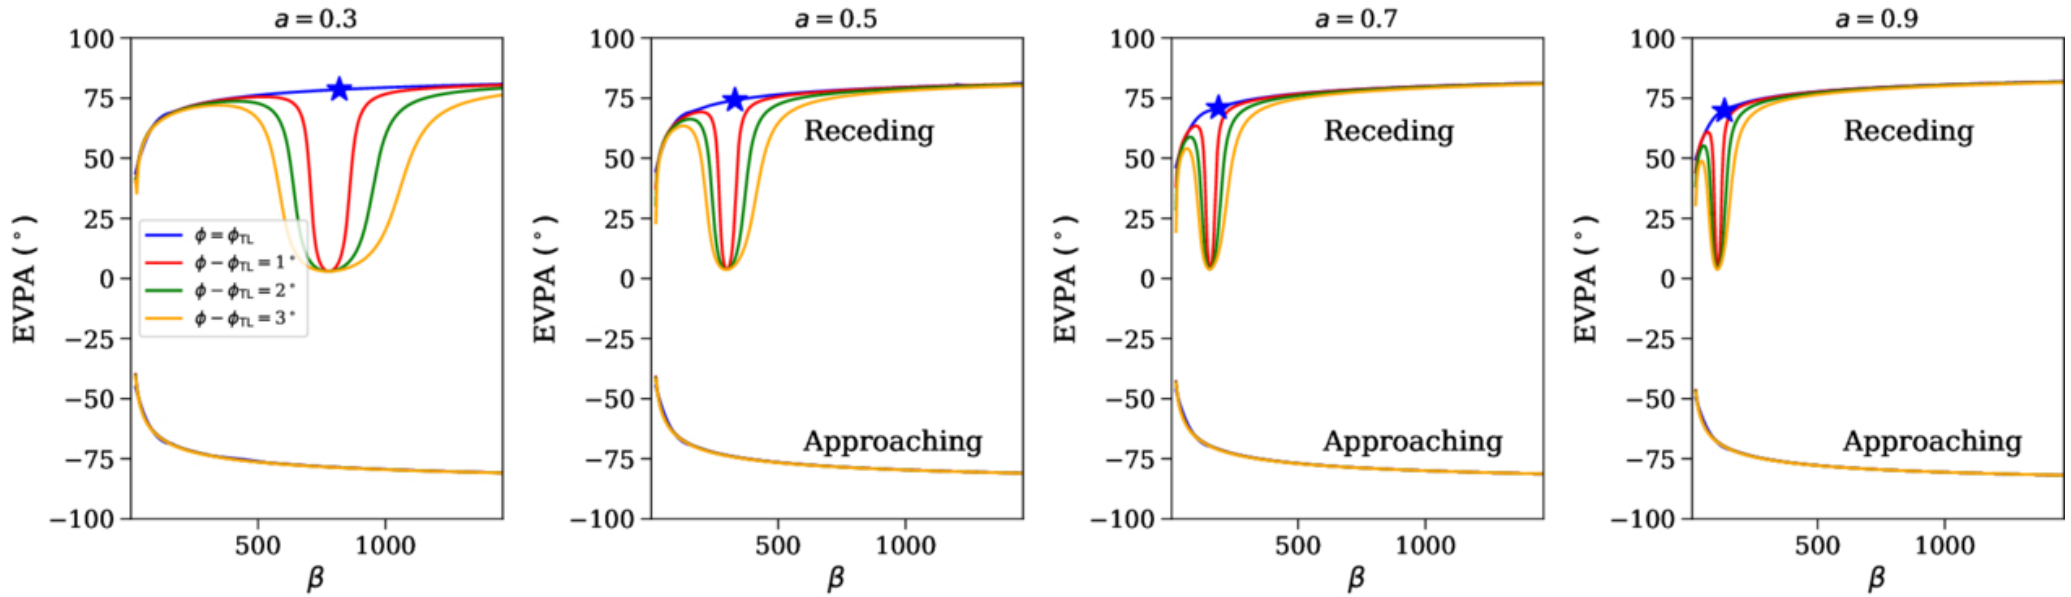 a = 0.3
100
75
50
25
0
−25
−50
−75
−100
EVPA (°)
500
1000
β
ϕ = ϕTL
ϕ − ϕTL = 1°
ϕ − ϕTL = 2°
ϕ − ϕTL = 3°
a = 0.5
100
75
50
25
0
−25
−50
−75
−100
EVPA (°)
500
1000
β
Receding
Approaching
a = 0.7
100
75
50
25
0
−25
−50
−75
−100
EVPA (°)
500
1000
β
Receding
Approaching
a = 0.9
100
75
50
25
0
−25
−50
−75
−100
EVPA (°)
500
1000
β
Receding
Approaching